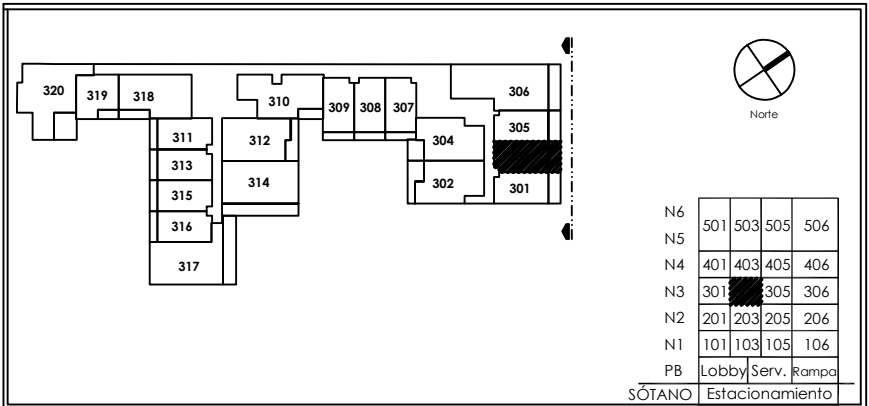 306
320
319
318
310
309
308
307
305
311
312
304
313
314
302
301
315
316
317
Norte
N6
N5
501 503 505 506
N4 401 403 405 406
N3 301 305 306
N2 201 203 205 206
N1 101 103 105 106
PB Lobby Serv. Rampa
SÓTANO Estacionamiento